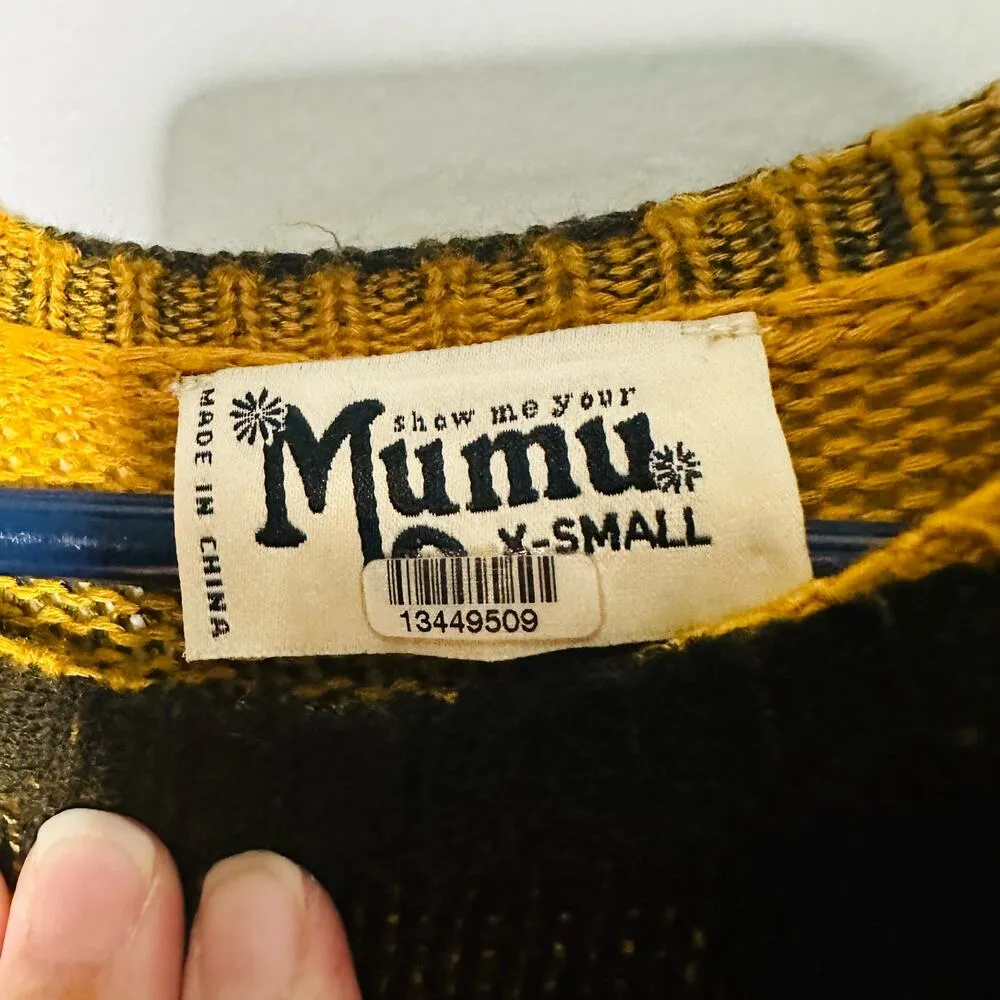 MADE IN CHINA
show me your
Mumu
X-SMALL
13449509